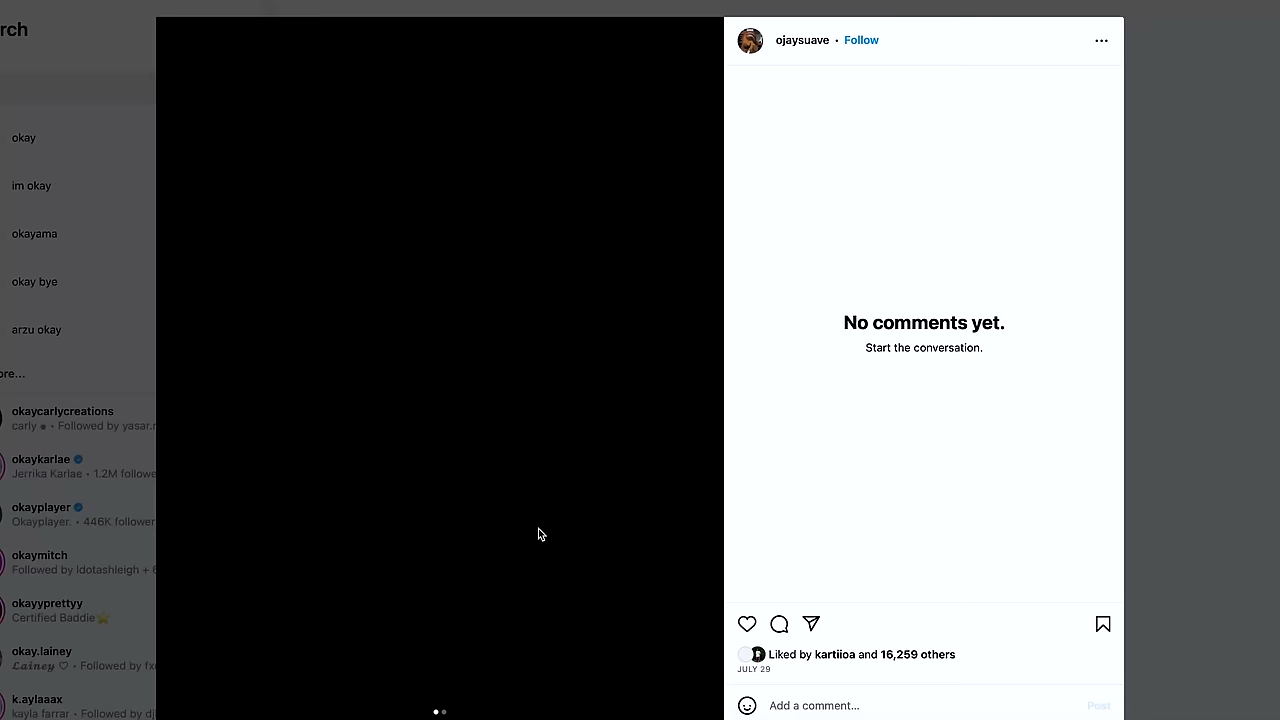 rch
okay
im okay
okayama
okay bye
arzu okay
ore...
okaycarlycreations
carly • Followed by yasar.r
okaykarlae
Jerrika Karlae • 1.2M followe
okayplayer
Okayplayer. • 446K follower
okaymitch
Followed by ldotashleigh + 6
okayyprettyy
Certified Baddie⭐
okay.lainey
𝓛𝓪𝓲𝓷𝓮𝔂 ♡ • Followed by fx
k.aylaaax
kayla farrar • Followed by dj
ojaysuave • Follow
No comments yet.
Start the conversation.
Liked by kartiioa and 16,259 others
JULY 29
Add a comment...
Post